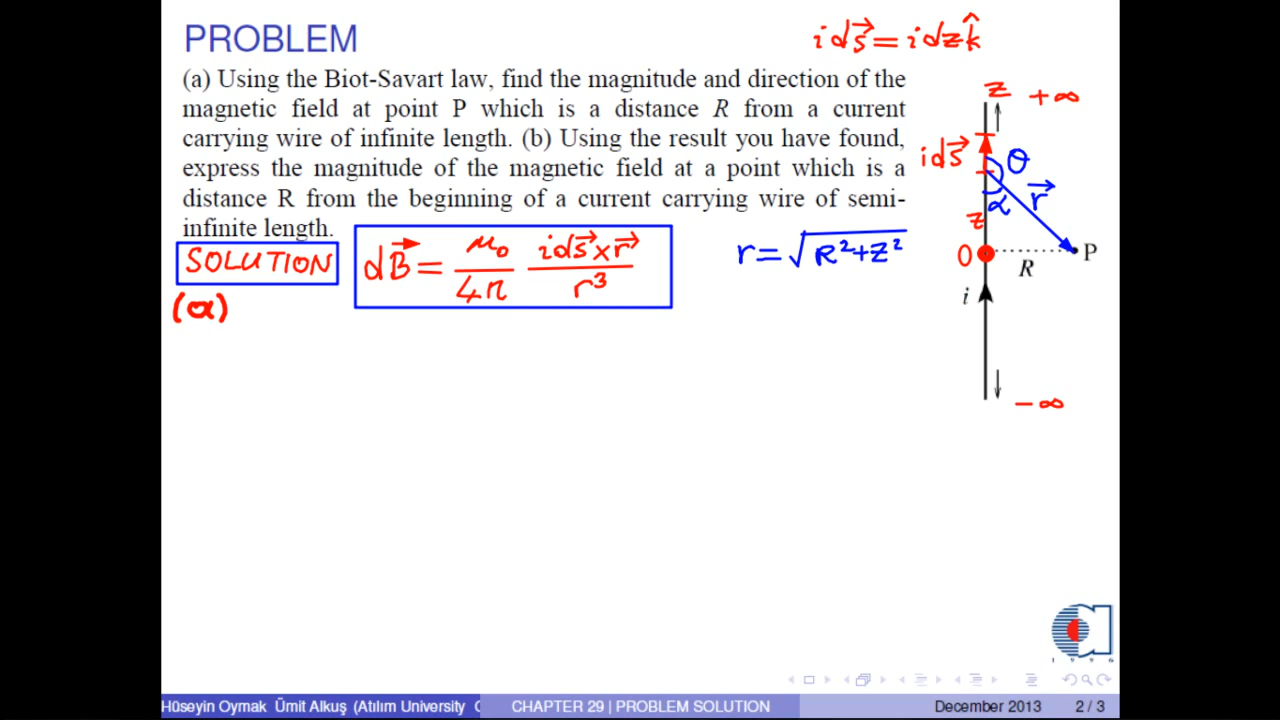 PROBLEM
i ds⃗ = i dz k̂
(a) Using the Biot-Savart law, find the magnitude and direction of the
magnetic field at point P which is a distance R from a current
carrying wire of infinite length. (b) Using the result you have found,
express the magnitude of the magnetic field at a point which is a
distance R from the beginning of a current carrying wire of semi-
infinite length.
SOLUTION
dB⃗ = μ₀/4π i ds⃗ × r⃗ / r³
r = √(R² + z²)
(a)
z +∞
i ds⃗
θ
α
r⃗
z
O
R
P
i
−∞
1996
Hüseyin Oymak Ümit Alkuş (Atılım University
CHAPTER 29 | PROBLEM SOLUTION
December 2013
2 / 3